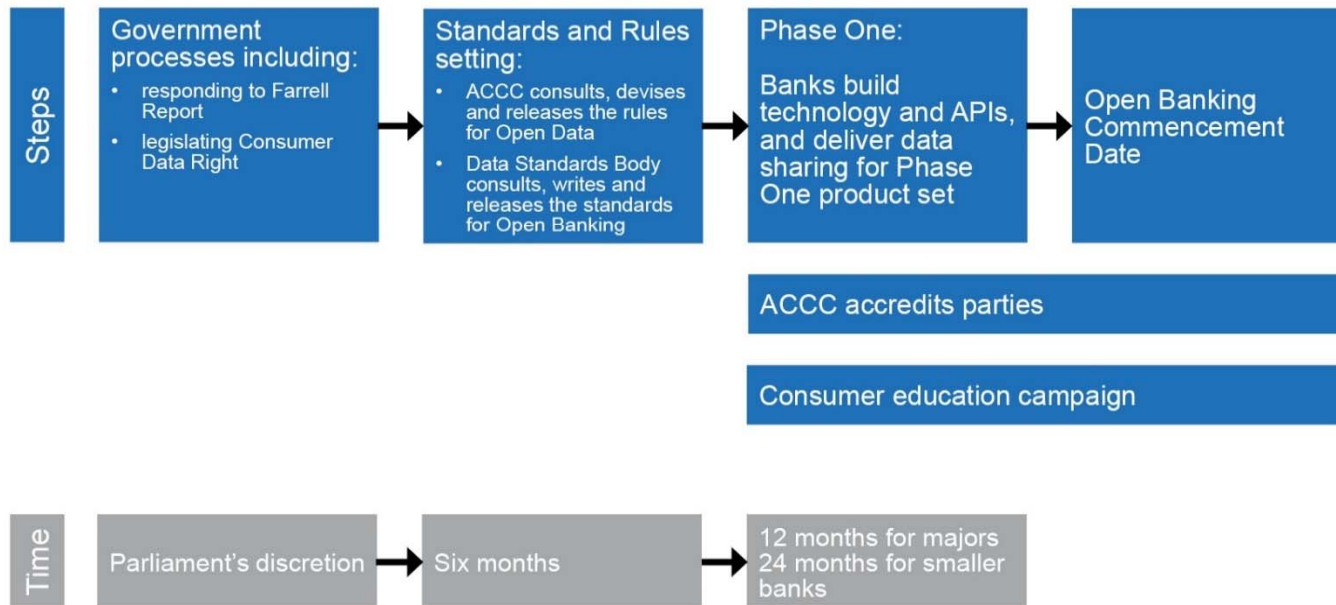 Steps
Government
processes including:
• responding to Farrell
Report
• legislating Consumer
Data Right
Standards and Rules
setting:
• ACCC consults, devises
and releases the rules
for Open Data
• Data Standards Body
consults, writes and
releases the standards
for Open Banking
Phase One:
Banks build
technology and APIs,
and deliver data
sharing for Phase
One product set
Open Banking
Commencement
Date
ACCC accredits parties
Consumer education campaign
Time
Parliament’s discretion
Six months
12 months for majors
24 months for smaller
banks